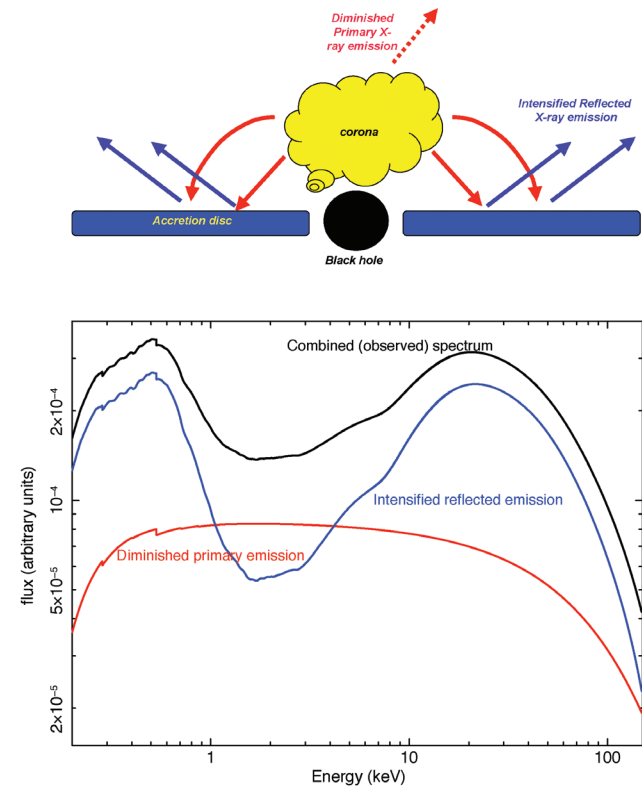 Diminished
Primary X-
ray emission
Intensified Reflected
X-ray emission
corona
Accretion disc
Black hole
Combined (observed) spectrum
Intensified reflected emission
Diminished primary emission
flux (arbitrary units)
2×10⁻⁴
10⁻⁴
5×10⁻⁵
2×10⁻⁵
1 10 100
Energy (keV)